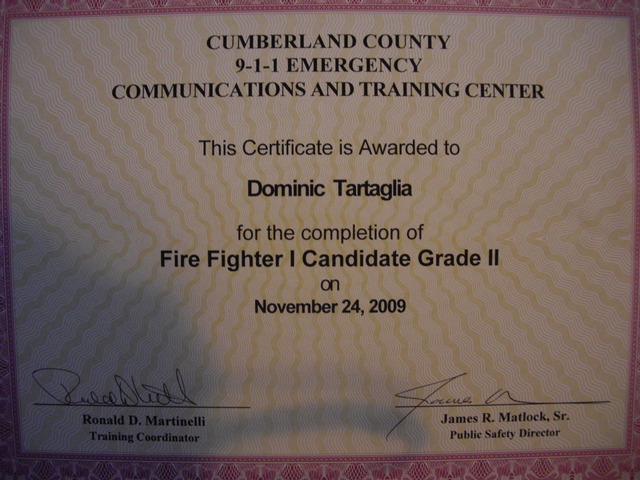 CUMBERLAND COUNTY
9-1-1 EMERGENCY
COMMUNICATIONS AND TRAINING CENTER
This Certificate is Awarded to
Dominic Tartaglia
for the completion of
Fire Fighter I Candidate Grade II
on
November 24, 2009
Ronald D. Martinelli
Training Coordinator
James R. Matlock, Sr.
Public Safety Director